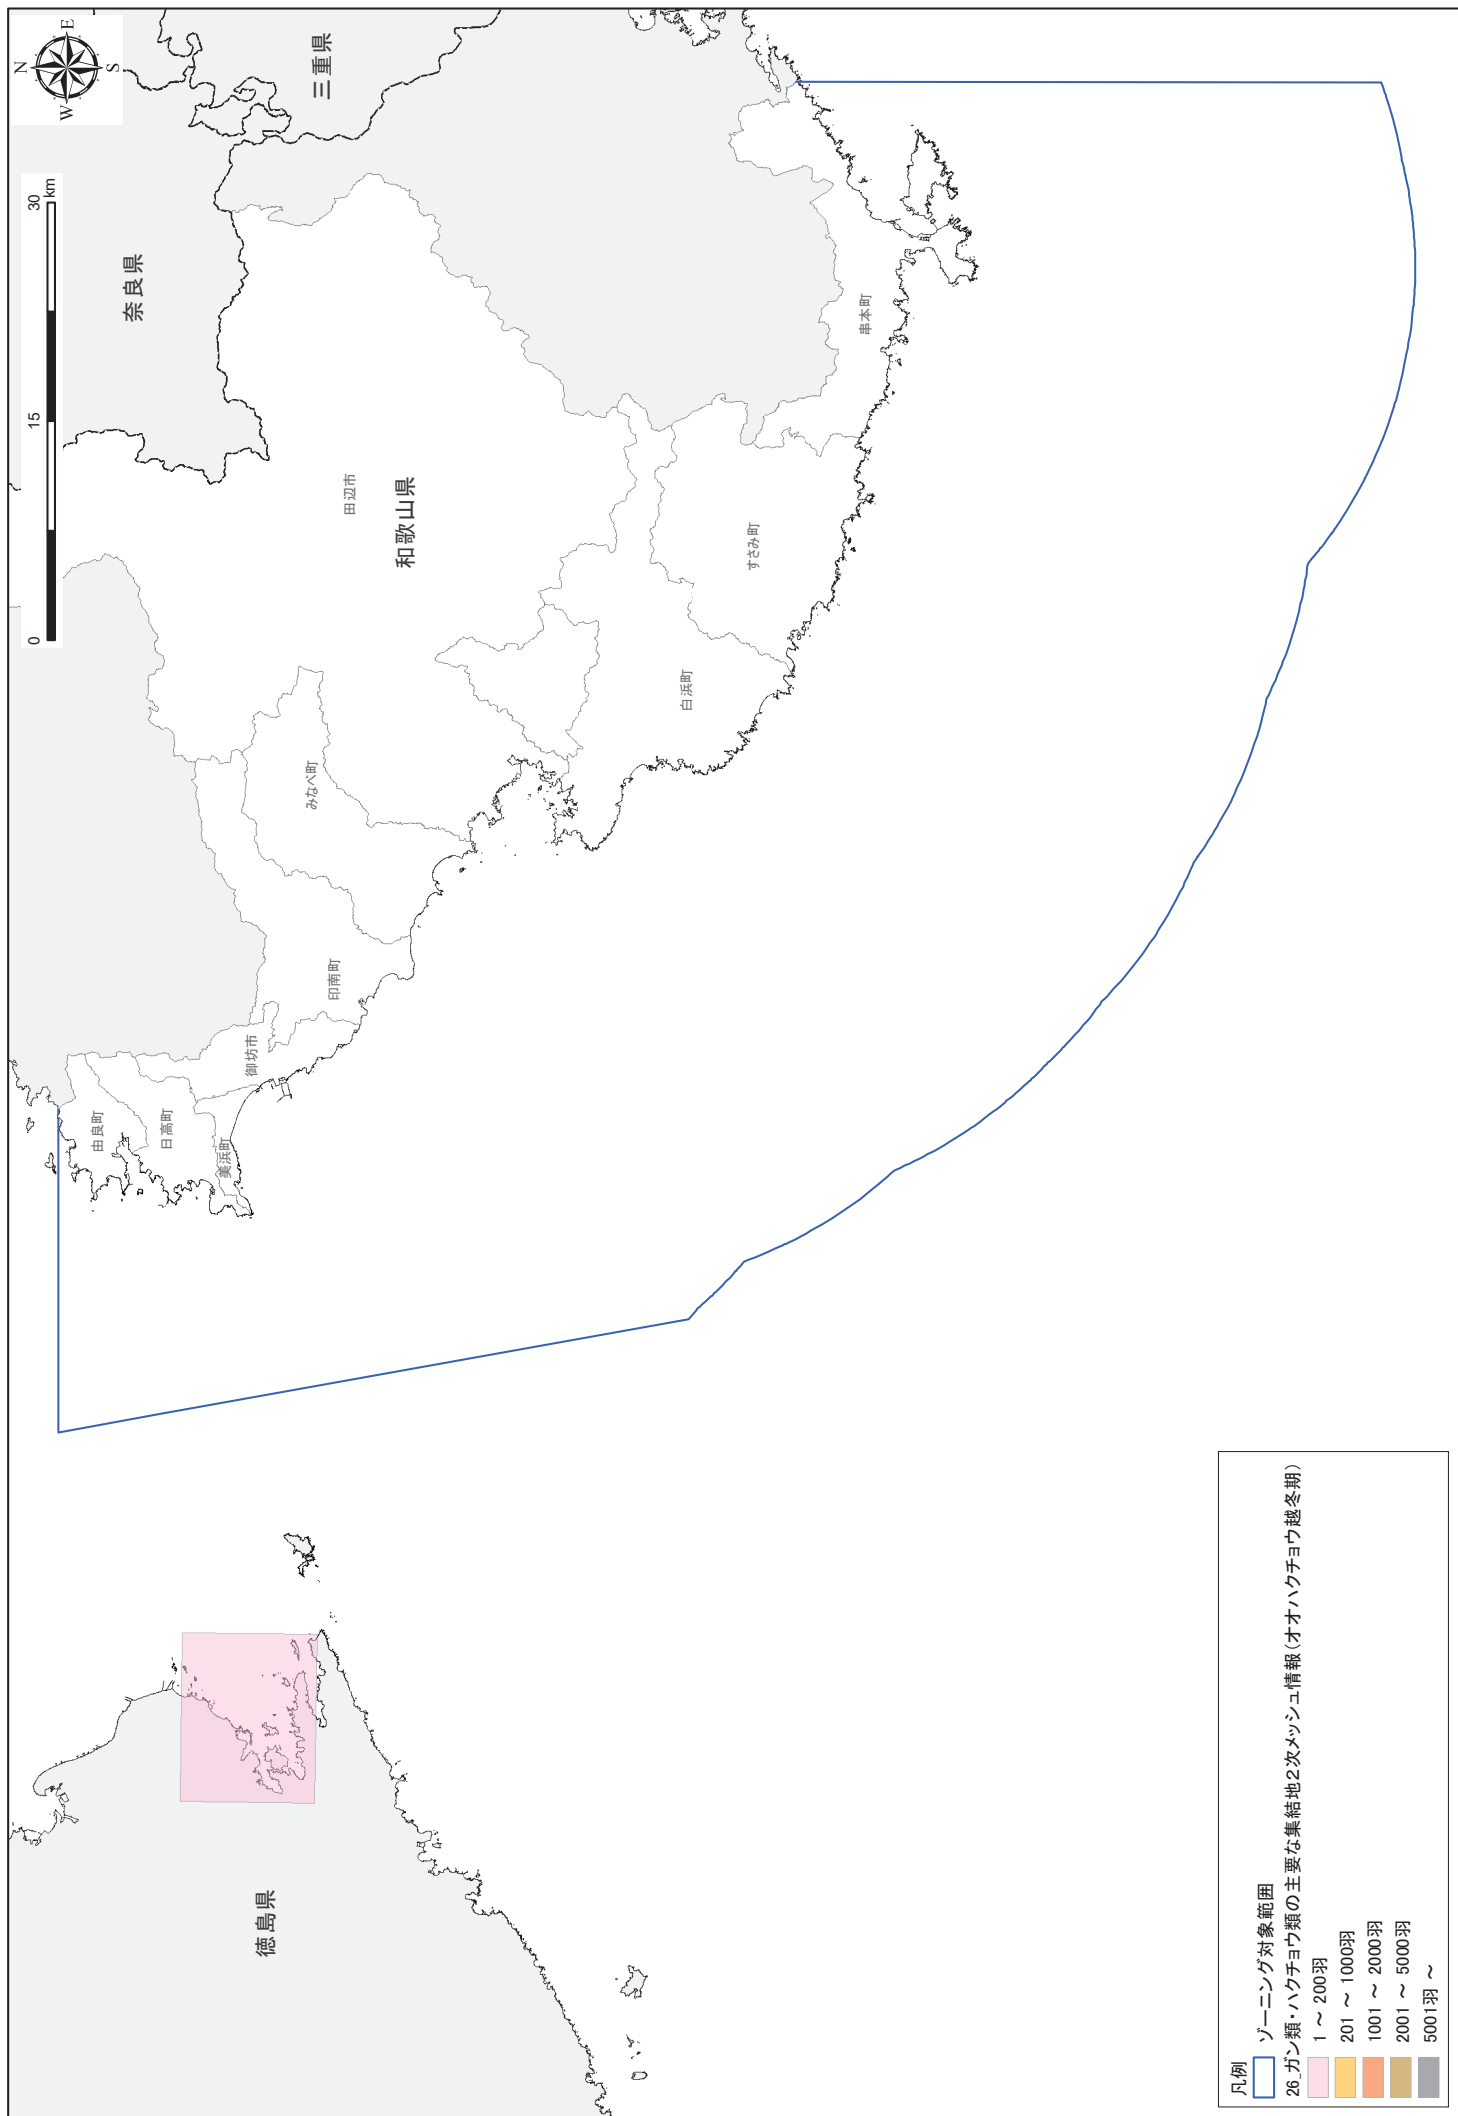 N
W
E
S
0
15
30
km
三重県
奈良県
和歌山県
徳島県
田辺市
みなべ町
印南町
御坊市
由良町
日高町
美浜町
白浜町
すさみ町
串本町
凡例
ゾーニング対象範囲
26_ガン類・ハクチョウ類の主要な集結地2次メッシュ情報(オオハクチョウ越冬期)
1 ～ 200羽
201 ～ 1000羽
1001 ～ 2000羽
2001 ～ 5000羽
5001羽 ～